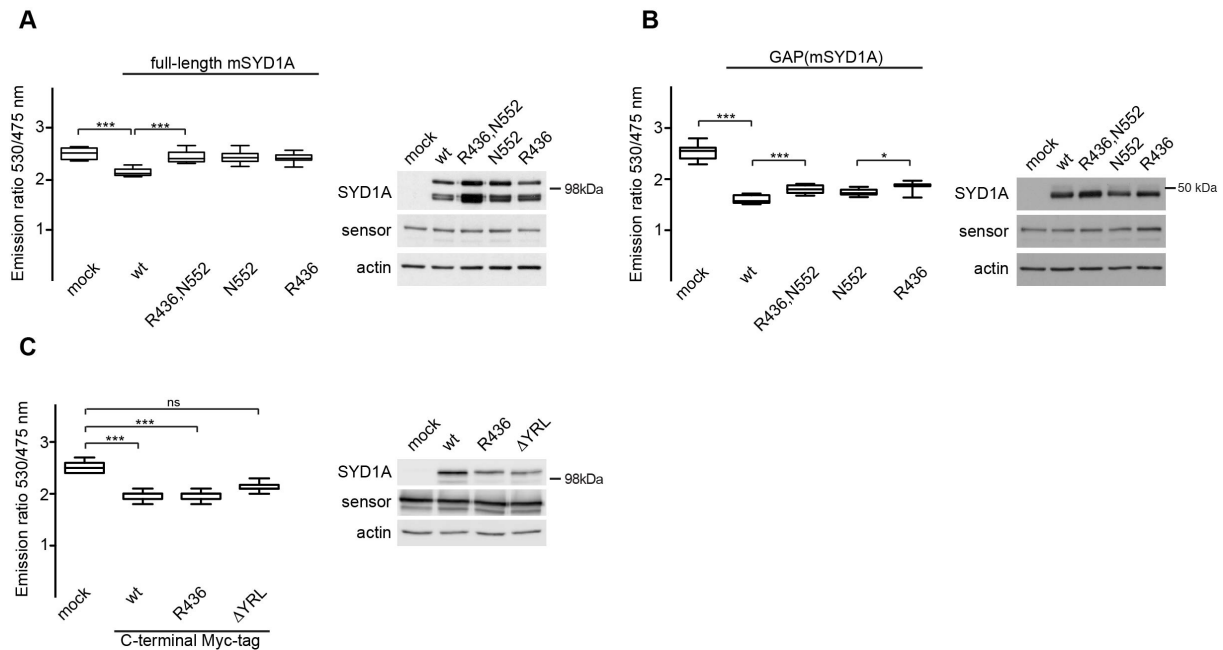 A
full-length mSYD1A
Emission ratio 530/475 nm
3
2
1
***
***
mock
wt
R436,N552
N552
R436
mock
wt
R436,N552
N552
R436
SYD1A
98kDa
sensor
actin
B
GAP(mSYD1A)
Emission ratio 530/475 nm
3
2
1
***
***
*
mock
wt
R436,N552
N552
R436
mock
wt
R436,N552
N552
R436
SYD1A
50 kDa
sensor
actin
C
Emission ratio 530/475 nm
3
2
1
ns
***
***
mock
wt
R436
ΔYRL
C-terminal Myc-tag
mock
wt
R436
ΔYRL
SYD1A
98kDa
sensor
actin